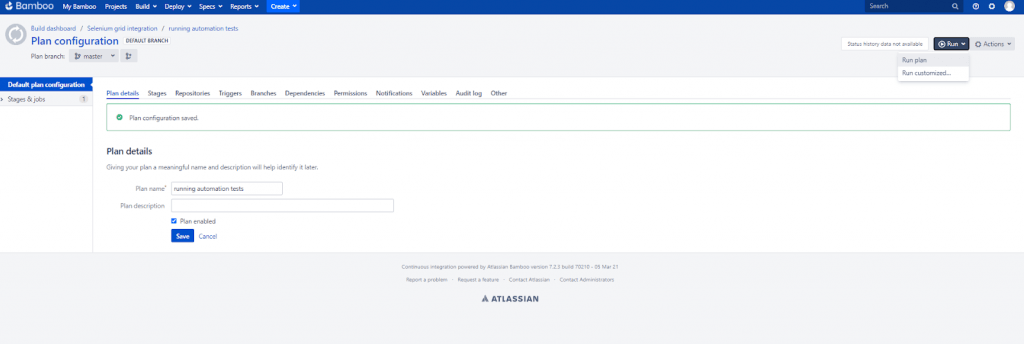 Bamboo My Bamboo Projects Build Deploy Specs Reports Create Search
Build dashboard / Selenium grid integration / running automation tests
Plan configuration DEFAULT BRANCH
Status history data not available Run Actions
Plan branch: master
Run plan
Run customized...
Default plan configuration
Stages & jobs 1
Plan details Stages Repositories Triggers Branches Dependencies Permissions Notifications Variables Audit log Other
Plan configuration saved.
Plan details
Giving your plan a meaningful name and description will help identify it later.
Plan name* running automation tests
Plan description
Plan enabled
Save Cancel
Continuous integration powered by Atlassian Bamboo version 7.2.3 build 70216 - 05 Mar 21
Report a problem · Request a feature · Contact Atlassian · Contact Administrators
ATLASSIAN